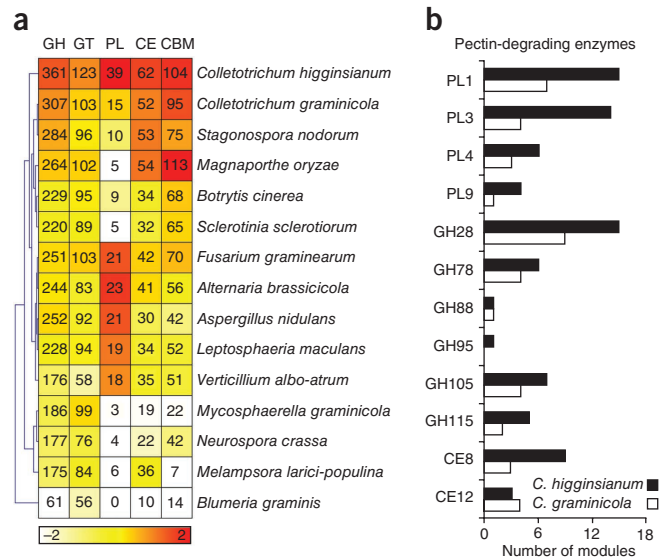 a
GH GT PL CE CBM
361 123 39 62 104 Colletotrichum higginsianum
307 103 15 52 95 Colletotrichum graminicola
284 96 10 53 75 Stagonospora nodorum
264 102 5 54 113 Magnaporthe oryzae
229 95 9 34 68 Botrytis cinerea
220 89 5 32 65 Sclerotinia sclerotiorum
251 103 21 42 70 Fusarium graminearum
244 83 23 41 56 Alternaria brassicicola
252 92 21 30 42 Aspergillus nidulans
228 94 19 34 52 Leptosphaeria maculans
176 58 18 35 51 Verticillium albo-atrum
186 99 3 19 22 Mycosphaerella graminicola
177 76 4 22 42 Neurospora crassa
175 84 6 36 7 Melampsora larici-populina
61 56 0 10 14 Blumeria graminis
–2 2
b
Pectin-degrading enzymes
PL1
PL3
PL4
PL9
GH28
GH78
GH88
GH95
GH105
GH115
CE8
CE12
C. higginsianum
C. graminicola
0 6 12 18
Number of modules